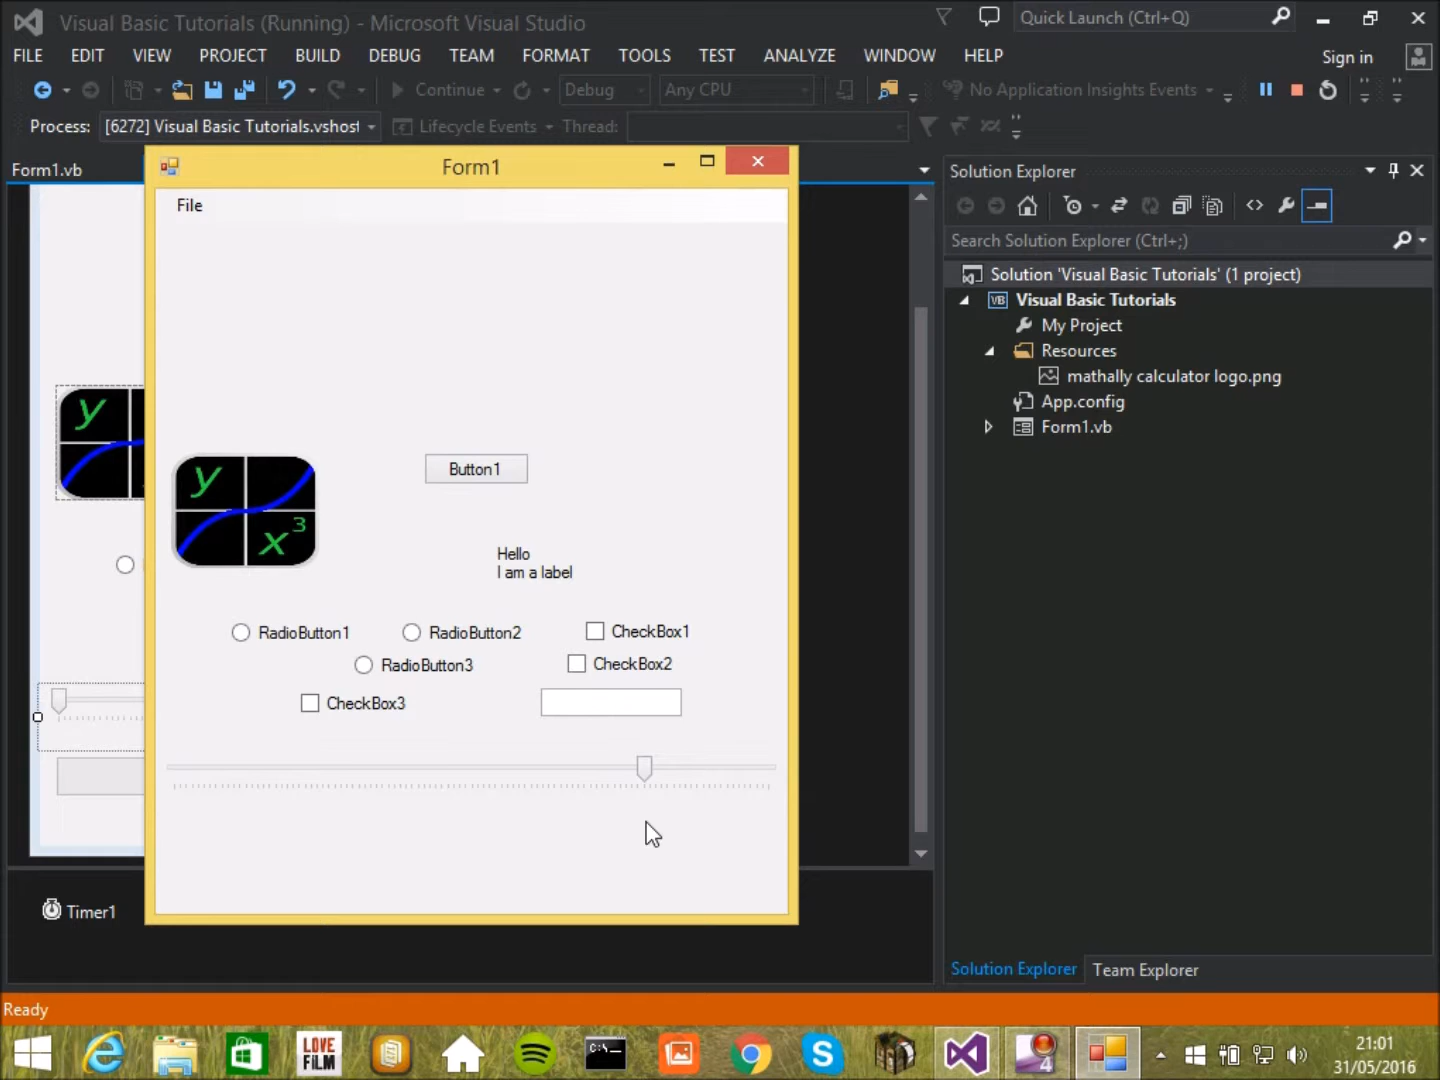 Visual Basic Tutorials (Running) - Microsoft Visual Studio
Quick Launch (Ctrl+Q)
FILE EDIT VIEW PROJECT BUILD DEBUG TEAM FORMAT TOOLS TEST ANALYZE WINDOW HELP
Sign in
Continue Debug Any CPU No Application Insights Events
Process: [6272] Visual Basic Tutorials.vshost Lifecycle Events Thread:
Form1.vb
Form1
File
y
y
x³
Button1
Hello
I am a label
RadioButton1 RadioButton2 CheckBox1
RadioButton3 CheckBox2
CheckBox3
Timer1
Solution Explorer
Search Solution Explorer (Ctrl+;)
Solution 'Visual Basic Tutorials' (1 project)
VB Visual Basic Tutorials
My Project
Resources
mathally calculator logo.png
App.config
Form1.vb
Solution Explorer Team Explorer
Ready
LOVE
FILM
C:\
4
21:01
31/05/2016